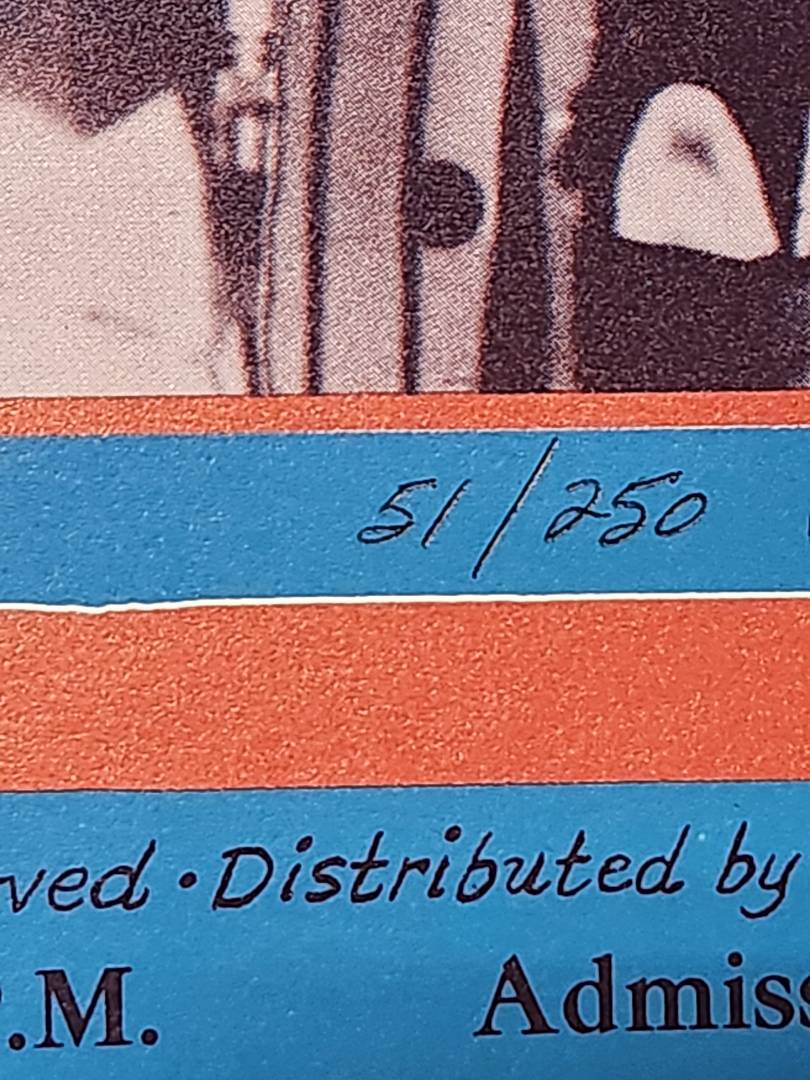 51/250
ved • Distributed by
.M. Admiss